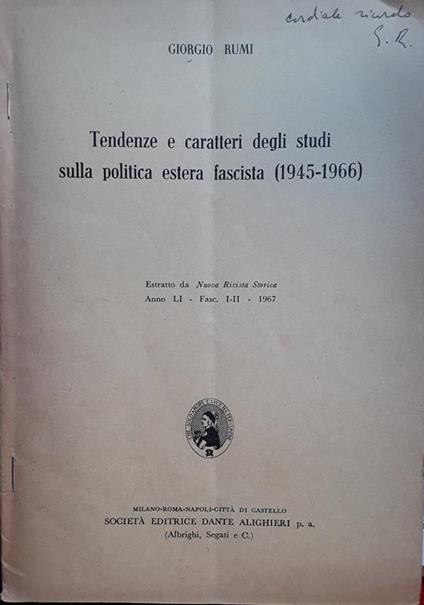 cordiale ricordo
G. R.
GIORGIO RUMI
Tendenze e caratteri degli studi
sulla politica estera fascista (1945-1966)
Estratto da Nuova Rivista Storica
Anno LI - Fasc. I-II - 1967
MILANO-ROMA-NAPOLI-CITTÀ DI CASTELLO
SOCIETÀ EDITRICE DANTE ALIGHIERI p. a.
(Albrighi, Segati e C.)